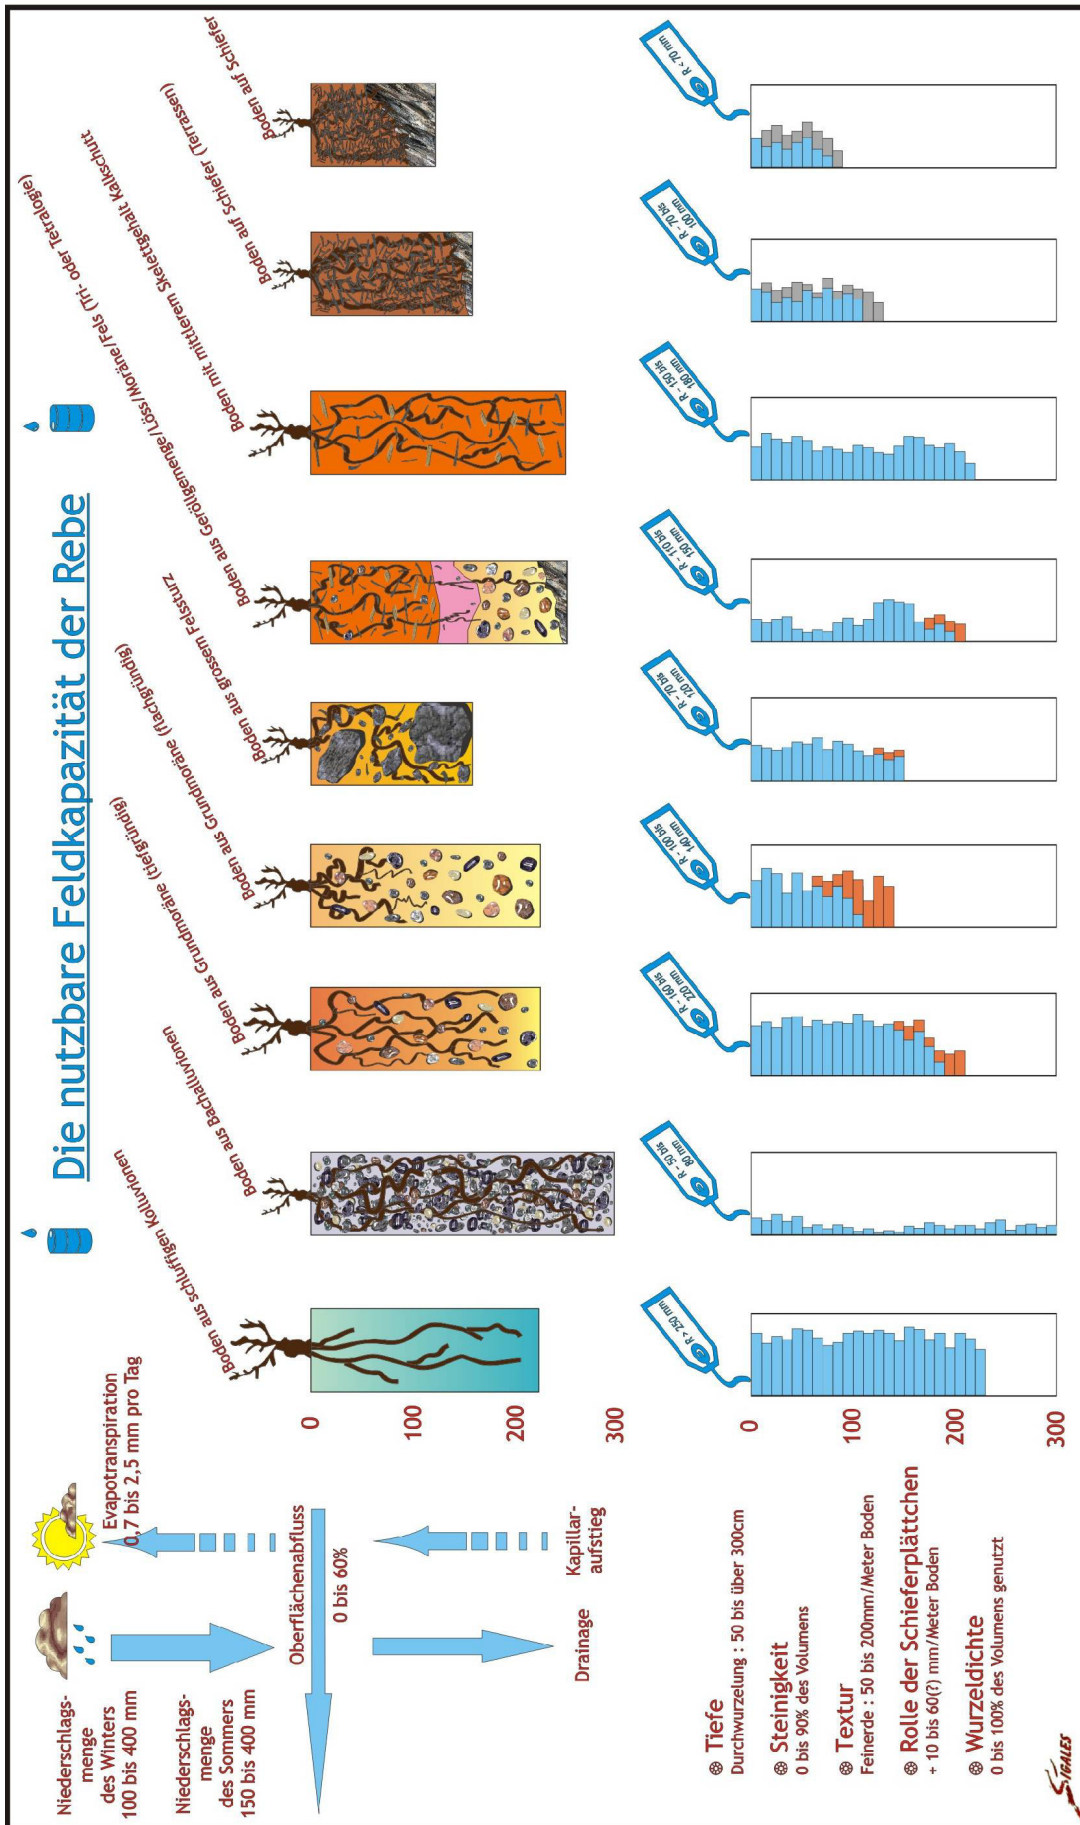 Die nutzbare Feldkapazität der Rebe
Niederschlags-
menge
des Winters
100 bis 400 mm
Niederschlags-
menge
des Sommers
150 bis 400 mm
Evapotranspiration
0,7 bis 2,5 mm pro Tag
Oberflächenabfluss
0 bis 60%
Drainage
Kapillar-
aufstieg
Boden aus schluffigen Kolluvionen
Boden aus Bachalluvionen
Boden aus Grundmoräne (tiefgründig)
Boden aus Grundmoräne (flachgründig)
Boden aus grossem Felssturz
Boden aus Geröllgemenge/Löss/Moräne/Fels (Tri- oder Tetralogie)
Boden mit mittlerem Skelettgehalt Kalkschutt
Boden auf Schiefer (Terrassen)
Boden auf Schiefer
0
100
200
300
Tiefe
Durchwurzelung : 50 bis über 300cm
Steinigkeit
0 bis 90% des Volumens
Textur
Feinerde : 50 bis 200mm/Meter Boden
Rolle der Schieferplättchen
+ 10 bis 60(?) mm/Meter Boden
Wurzeldichte
0 bis 100% des Volumens genutzt
R > 250 mm
R ~ 50 bis
80 mm
R ~ 160 bis
220 mm
R ~ 100 bis
140 mm
R ~ 70 bis
120 mm
R ~ 110 bis
150 mm
R ~ 150 bis
180 mm
R ~ 70 bis
100 mm
R < 70 mm
0
100
200
300
SIGALES